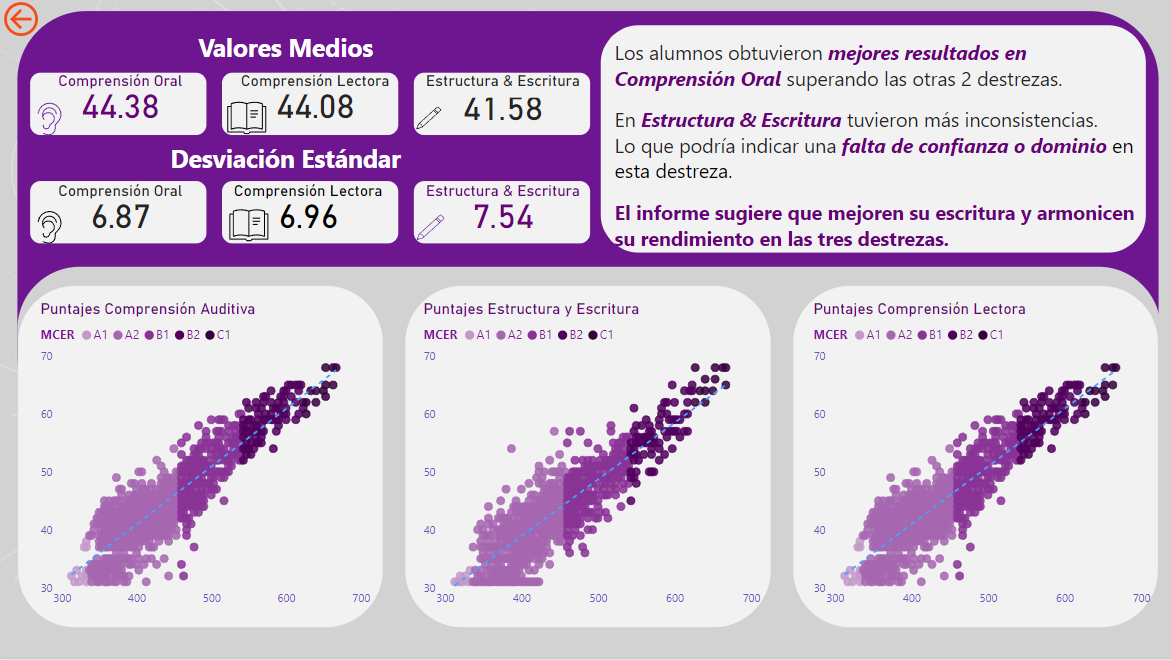 Valores Medios
Comprensión Oral
44.38
Comprensión Lectora
44.08
Estructura & Escritura
41.58
Desviación Estándar
Comprensión Oral
6.87
Comprensión Lectora
6.96
Estructura & Escritura
7.54
Los alumnos obtuvieron mejores resultados en
Comprensión Oral superando las otras 2 destrezas.
En Estructura & Escritura tuvieron más inconsistencias.
Lo que podría indicar una falta de confianza o dominio en
esta destreza.
El informe sugiere que mejoren su escritura y armonicen
su rendimiento en las tres destrezas.
Puntajes Comprensión Auditiva
MCER A1 A2 B1 B2 C1
70
60
50
40
30
300 400 500 600 700
Puntajes Estructura y Escritura
MCER A1 A2 B1 B2 C1
70
60
50
40
30
300 400 500 600 700
Puntajes Comprensión Lectora
MCER A1 A2 B1 B2 C1
70
60
50
40
30
300 400 500 600 700